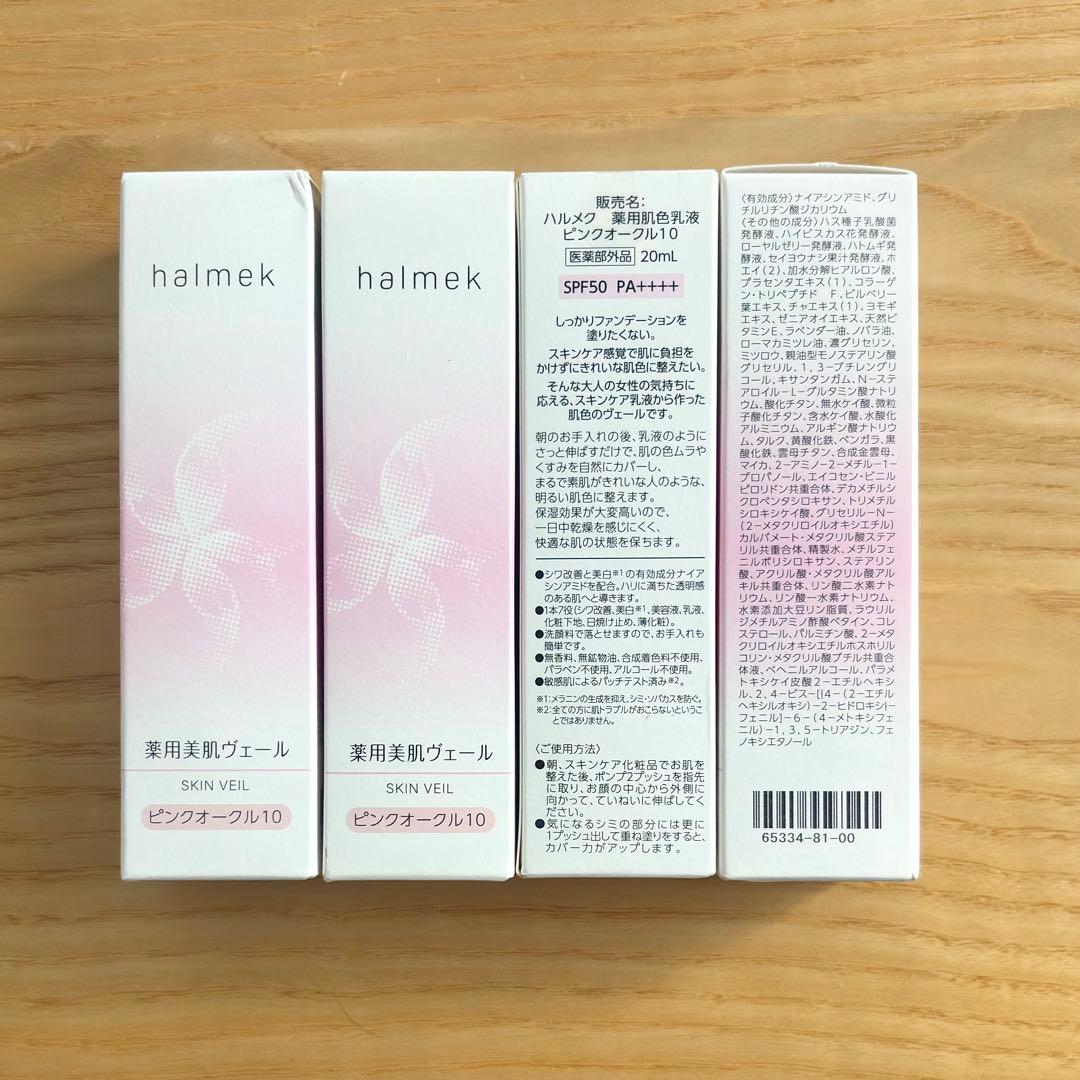 halmek
薬用美肌ヴェール
SKIN VEIL
ピンクオークル10
halmek
薬用美肌ヴェール
SKIN VEIL
ピンクオークル10
販売名：
ハルメク　薬用肌色乳液
ピンクオークル10
医薬部外品 20mL
SPF50 PA++++
しっかりファンデーションを
塗りたくない。
スキンケア感覚で肌に負担を
かけずにきれいな肌色に整えたい。
そんな大人の女性の気持ちに
応える、スキンケア乳液から作った
肌色のヴェールです。
朝のお手入れの後、乳液のように
さっと伸ばすだけで、肌の色ムラや
くすみを自然にカバーし、
まるで素肌がきれいな人のような、
明るい肌色に整えます。
保湿効果が大変高いので、
一日中乾燥を感じにくく、
快適な肌の状態を保ちます。
●シワ改善と美白※1の有効成分ナイア
シンアミドを配合。ハリに満ちた透明感
のある肌へと導きます。
●1本7役（シワ改善、美白※1、美容液、乳液、
化粧下地、日焼け止め、薄化粧）。
●洗顔料で落とせますので、お手入れも
簡単です。
●無香料、無鉱物油、合成着色料不使用、
パラベン不使用、アルコール不使用。
●敏感肌によるパッチテスト済み※2。
※1：メラニンの生成を抑え、シミ・ソバカスを防ぐ。
※2：全ての方に肌トラブルがおこらないというこ
とではありません。
〈ご使用方法〉
●朝、スキンケア化粧品でお肌を
整えた後、ポンプ2プッシュを指先
に取り、お顔の中心から外側に
向かって、ていねいに伸ばしてく
ださい。
●気になるシミの部分には更に
1プッシュ出して重ね塗りをすると、
カバー力がアップします。
〈有効成分〉ナイアシンアミド、グリ
チルリチン酸ジカリウム
〈その他の成分〉ハス種子乳酸菌
発酵液、ハイビスカス花発酵液、
ローヤルゼリー発酵液、ハトムギ発
酵液、セイヨウナシ果汁発酵液、ホ
エイ（2）、加水分解ヒアルロン酸、
プラセンタエキス（1）、コラーゲ
ン・トリペプチド　F、ビルベリー
葉エキス、チャエキス（1）、ヨモギ
エキス、ゼニアオイエキス、天然ビ
タミンE、ラベンダー油、ノバラ油、
ローマカミツレ油、濃グリセリン、
ミツロウ、親油型モノステアリン酸
グリセリル、1，3－ブチレングリ
コール、キサンタンガム、N－ステ
アロイル－L－グルタミン酸ナトリ
ウム、酸化チタン、無水ケイ酸、微粒
子酸化チタン、含水ケイ酸、水酸化
アルミニウム、アルギン酸ナトリウ
ム、タルク、黄酸化鉄、ベンガラ、黒
酸化鉄、雲母チタン、合成金雲母、
マイカ、2－アミノ－2－メチル－1－
プロパノール、エイコセン・ビニル
ピロリドン共重合体、デカメチルシ
クロペンタシロキサン、トリメチル
シロキシケイ酸、グリセリル－N－
（2－メタクリロイルオキシエチル）
カルバメート・メタクリル酸ステア
リル共重合体、精製水、メチルフェ
ニルポリシロキサン、ステアリン
酸、アクリル酸・メタクリル酸アル
キル共重合体、リン酸二水素ナト
リウム、リン酸一水素ナトリウム、
水素添加大豆リン脂質、ラウリル
ジメチルアミノ酢酸ベタイン、コレ
ステロール、パルミチン酸、2－メタ
クリロイルオキシエチルホスホリル
コリン・メタクリル酸ブチル共重合
体液、ベヘニルアルコール、パラメ
トキシケイ皮酸2－エチルヘキシ
ル、2，4－ビス－［［4－（2－エチル
ヘキシルオキシ）－2－ヒドロキシ］－
フェニル］－6－（4－メトキシフェ
ニル）－1，3，5－トリアジン、フェ
ノキシエタノール
65334-81-00